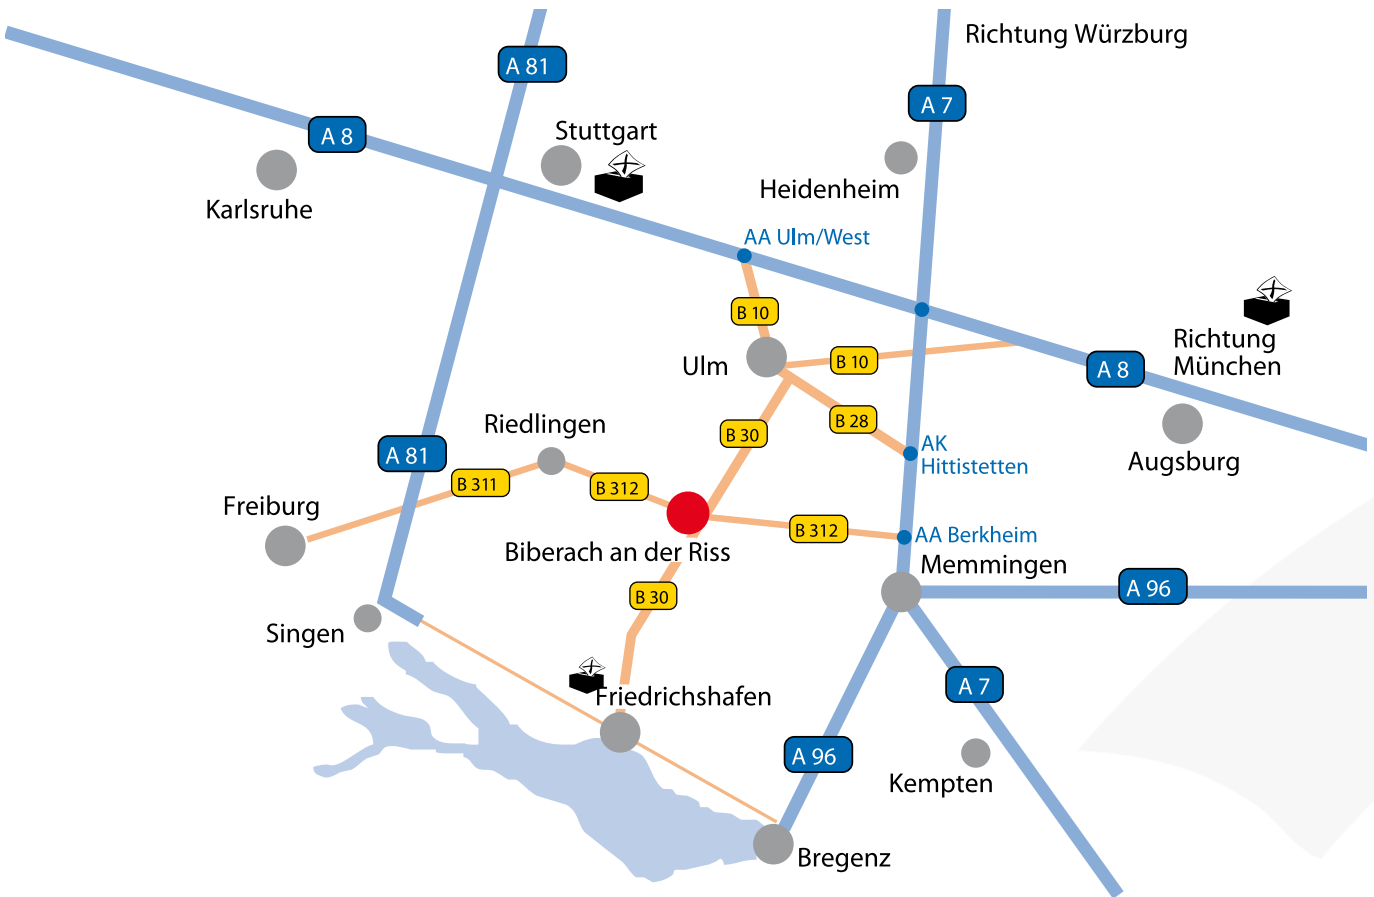 Richtung Würzburg
A 81
A 7
A 8
Stuttgart
Heidenheim
Karlsruhe
AA Ulm/West
B 10
Richtung
München
Ulm
B 10
A 8
Riedlingen
B 30
B 28
A 81
AK
Hittistetten
Augsburg
B 311
B 312
Freiburg
B 312
AA Berkheim
Biberach an der Riss
Memmingen
A 96
B 30
Singen
A 7
Friedrichshafen
A 96
Kempten
Bregenz